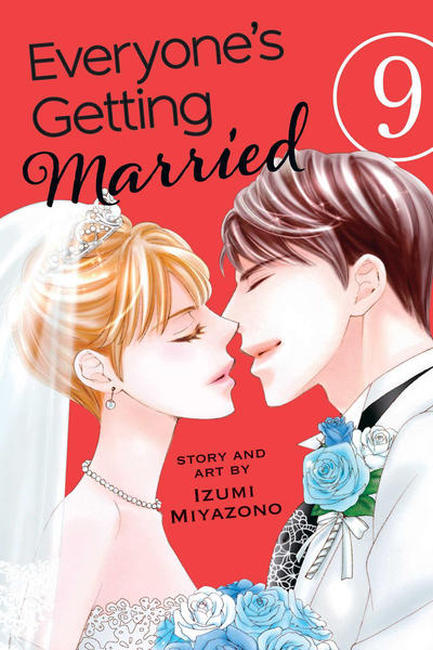 Everyone's
Getting
Married
9
STORY AND
ART BY
IZUMI
MIYAZONO